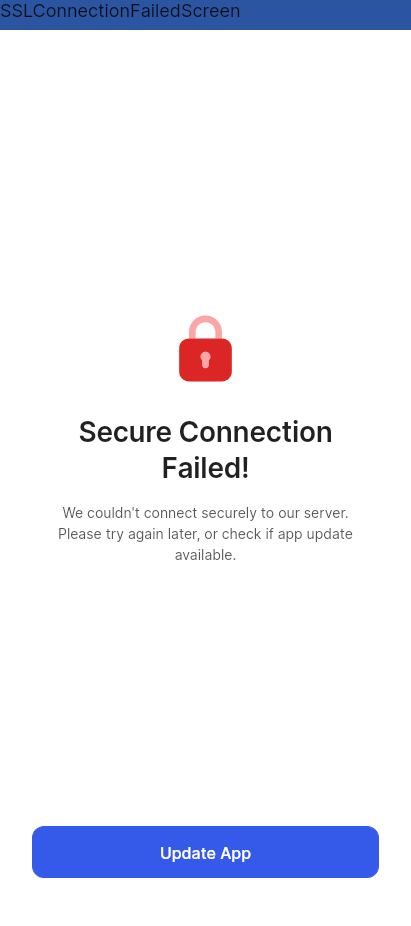 SSLConnectionFailedScreen
Secure Connection
Failed!
We couldn't connect securely to our server.
Please try again later, or check if app update
available.
Update App